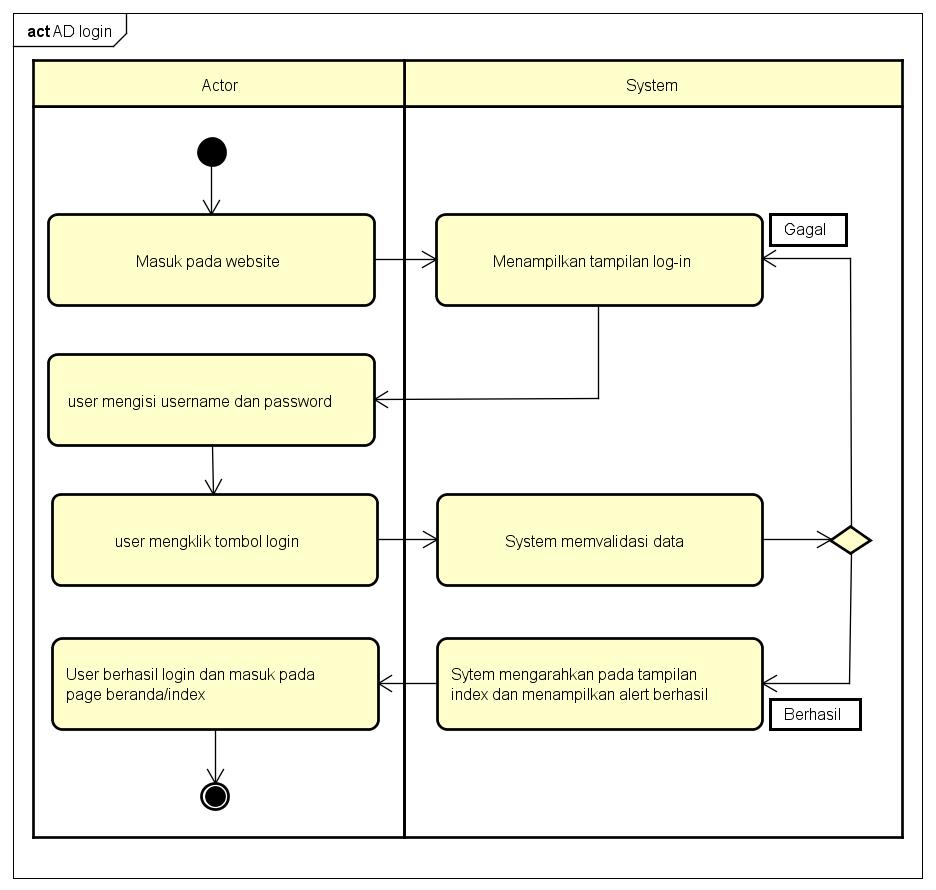 act AD login
Actor
System
Masuk pada website
Menampilkan tampilan log-in
Gagal
user mengisi username dan password
user mengklik tombol login
System memvalidasi data
User berhasil login dan masuk pada
page beranda/index
Sytem mengarahkan pada tampilan
index dan menampilkan alert berhasil
Berhasil